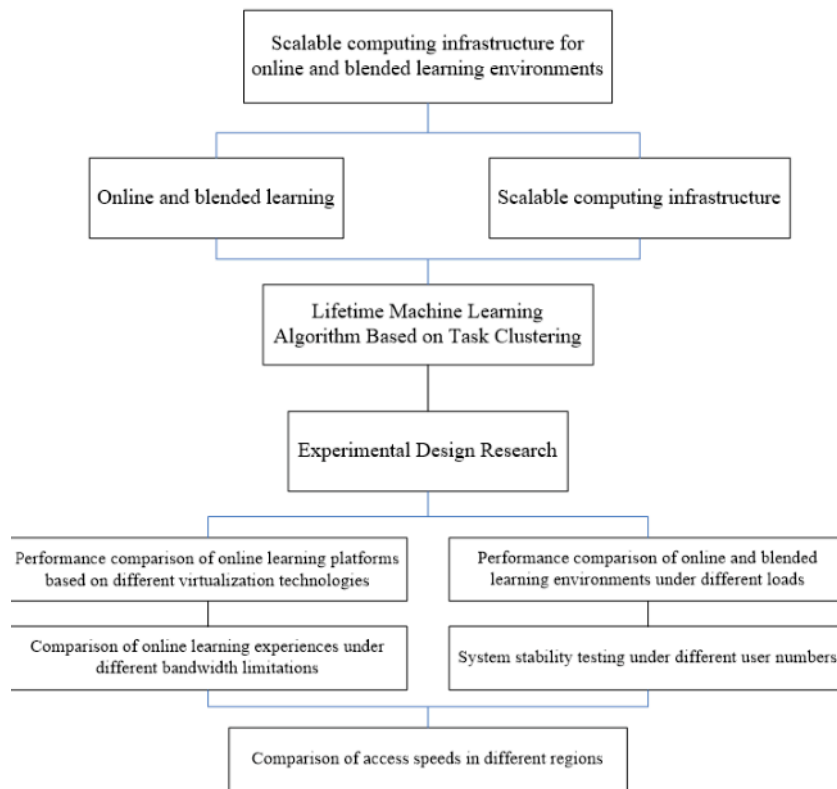 Scalable computing infrastructure for
online and blended learning environments
Online and blended learning
Scalable computing infrastructure
Lifetime Machine Learning
Algorithm Based on Task Clustering
Experimental Design Research
Performance comparison of online learning platforms
based on different virtualization technologies
Performance comparison of online and blended
learning environments under different loads
Comparison of online learning experiences under
different bandwidth limitations
System stability testing under different user numbers
Comparison of access speeds in different regions